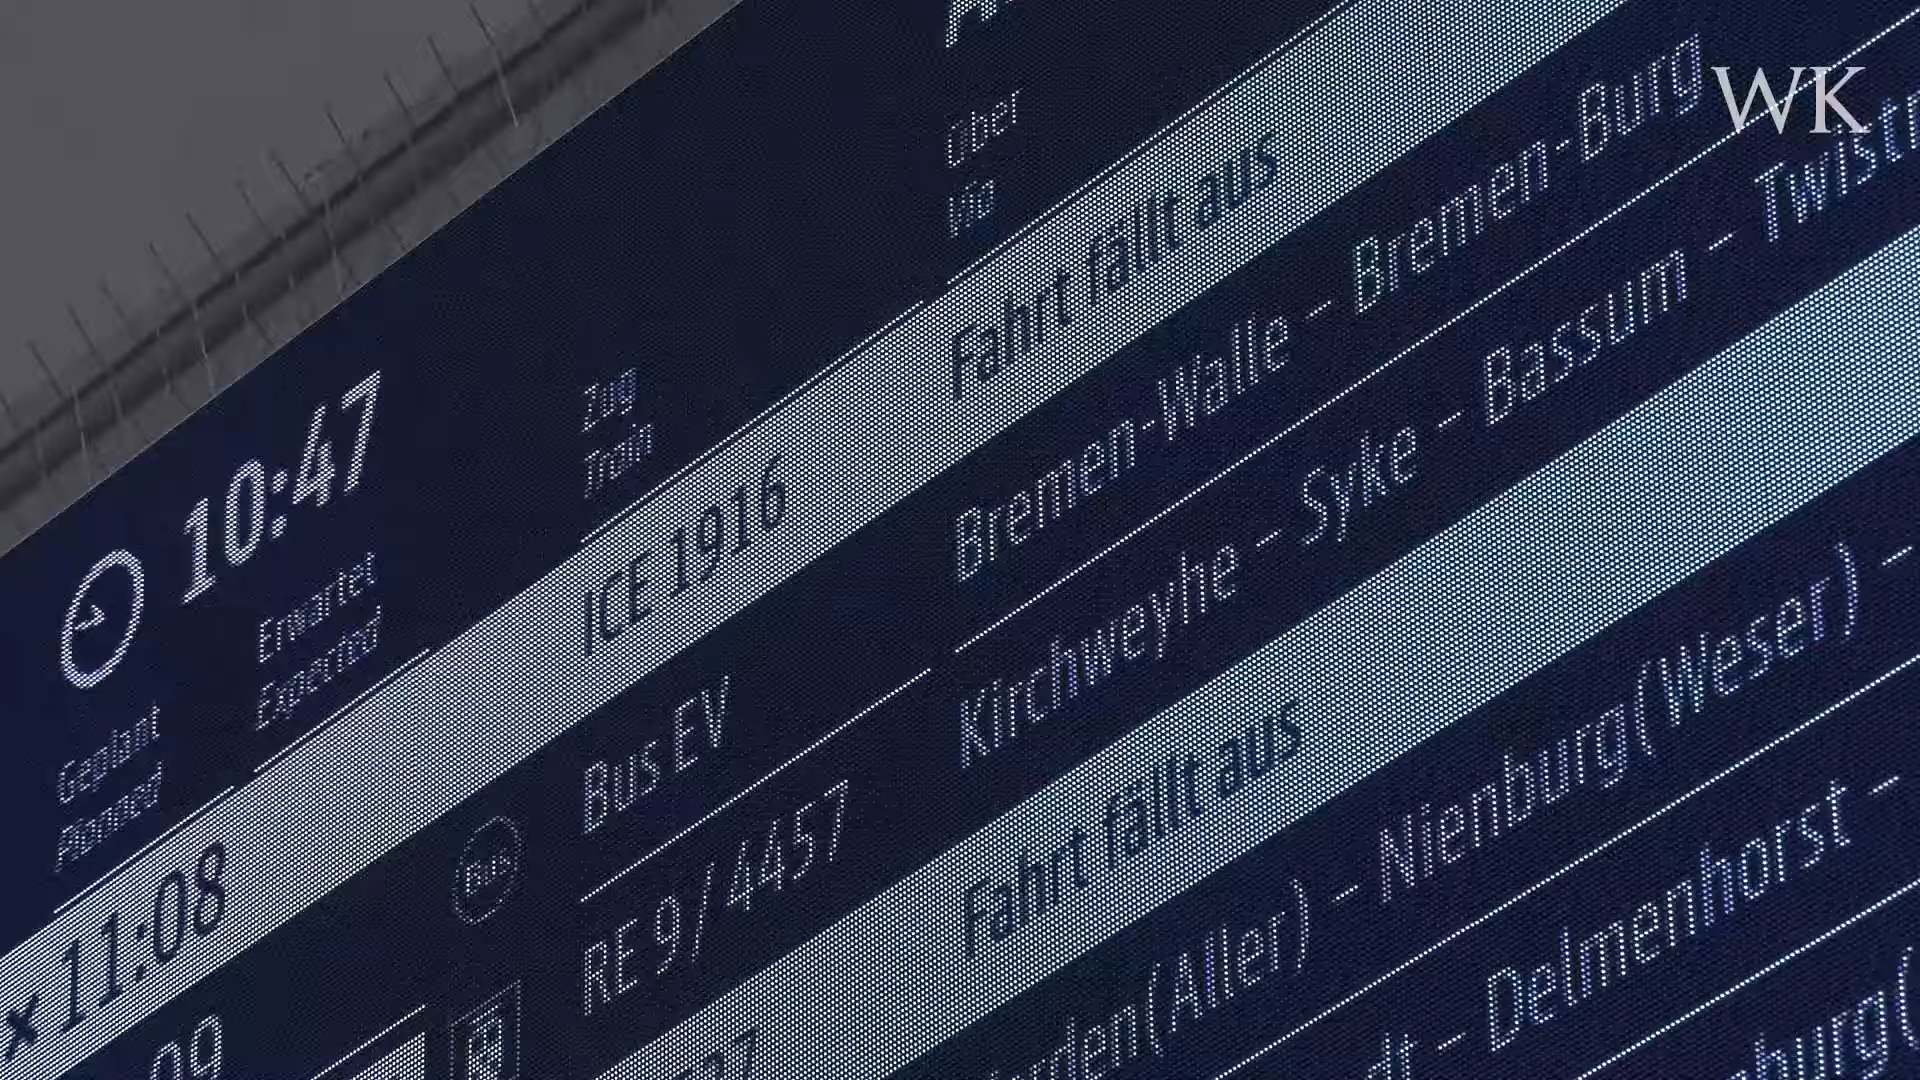 WK
10:47
Zug
Train
Über
Via
Geplant
Planned
Erwartet
Expected
× 11:08 ICE 1916 Fahrt fällt aus
09 Bus Bus EV Bremen-Walle – Bremen-Burg
RE 9 / 4457 Kirchweyhe – Syke – Bassum – Twistr
Fahrt fällt aus
(Aller) – Nienburg(Weser) –
– Delmenhorst –